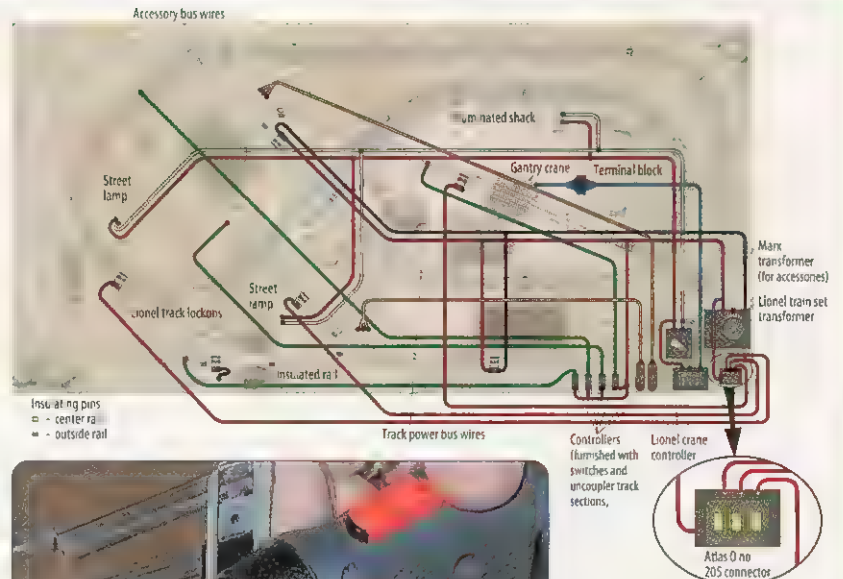 Accessory bus wires
minated shack
Gantry crane
Terminal block
Street
lamp
Marx
transformer
(for accessories)
Lionel train set
transformer
Street
lamp
Lionel track lockons
Insulated rail
Insulating pins
- center rail
- outside rail
Track power bus wires
Controllers
(furnished with
switches and
uncoupler track
sections,
Lionel crane
controller
Atlas O no
205 connector